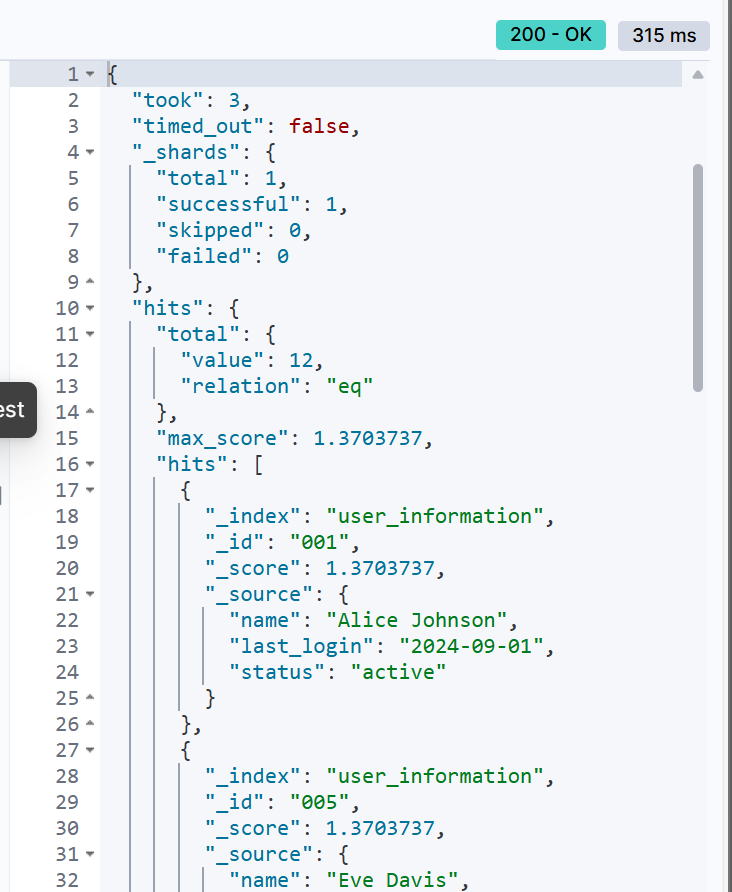 200 - OK 315 ms
1 {
2 "took": 3,
3 "timed_out": false,
4 "_shards": {
5 "total": 1,
6 "successful": 1,
7 "skipped": 0,
8 "failed": 0
9 },
10 "hits": {
11 "total": {
12 "value": 12,
13 "relation": "eq"
est
14 },
15 "max_score": 1.3703737,
16 "hits": [
17 {
18 "_index": "user_information",
19 "_id": "001",
20 "_score": 1.3703737,
21 "_source": {
22 "name": "Alice Johnson",
23 "last_login": "2024-09-01",
24 "status": "active"
25 }
26 },
27 {
28 "_index": "user_information",
29 "_id": "005",
30 "_score": 1.3703737,
31 "_source": {
32 "name": "Eve Davis",